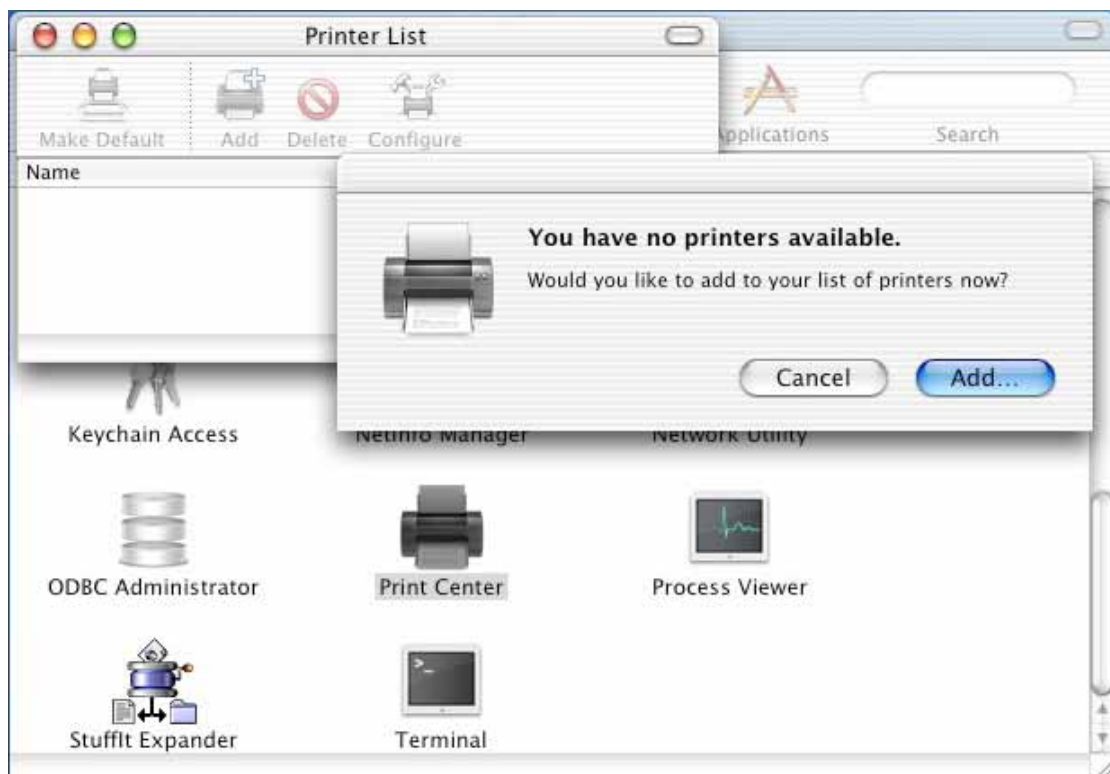 Printer List
Make Default Add Delete Configure
Applications Search
Name
You have no printers available.
Would you like to add to your list of printers now?
Cancel Add...
Keychain Access NetInfo Manager Network Utility
ODBC Administrator Print Center Process Viewer
StuffIt Expander Terminal